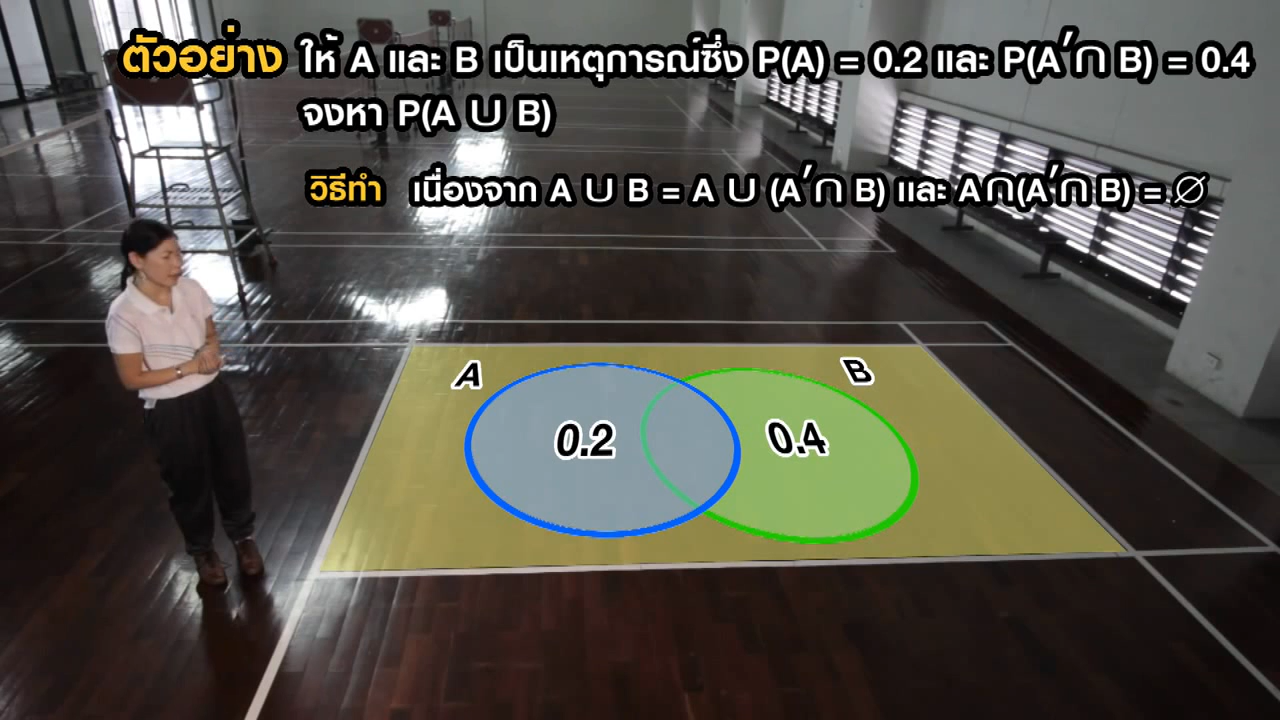 ตัวอย่าง ให้ A และ B เป็นเหตุการณ์ซึ่ง P(A) = 0.2 และ P(A′∩ B) = 0.4
จงหา P(A ∪ B)
วิธีทำ เนื่องจาก A ∪ B = A ∪ (A′∩ B) และ A∩(A′∩ B) = ∅
A
B
0.2
0.4